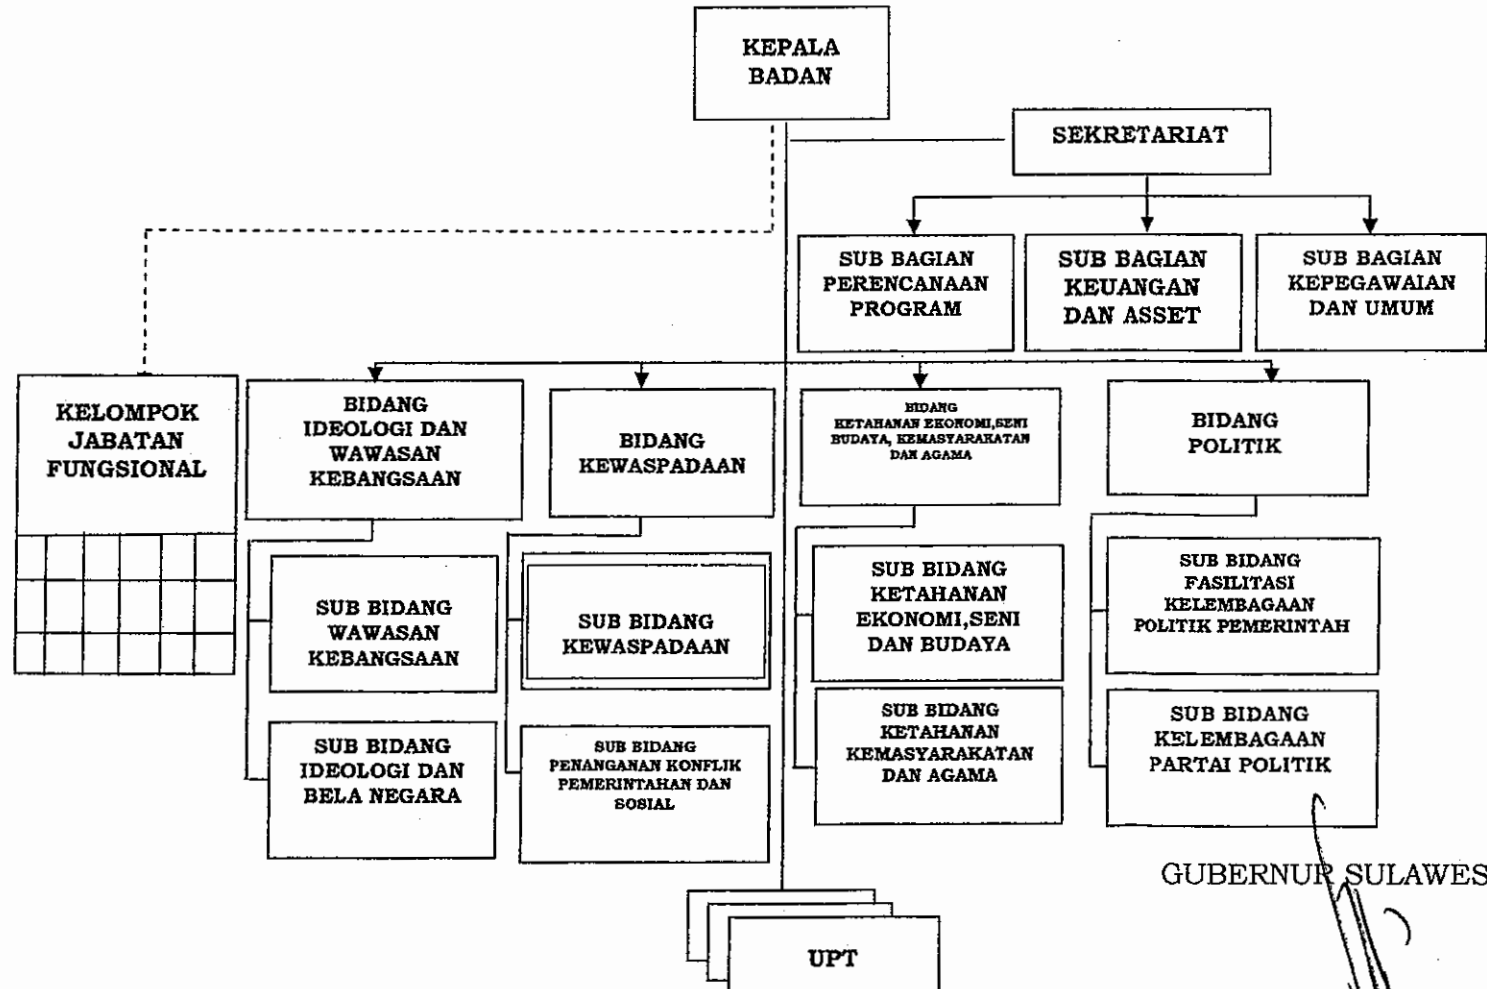 KEPALA
BADAN
SEKRETARIAT
SUB BAGIAN
PERENCANAAN
PROGRAM
SUB BAGIAN
KEUANGAN
DAN ASSET
SUB BAGIAN
KEPEGAWAIAN
DAN UMUM
KELOMPOK
JABATAN
FUNGSIONAL
BIDANG
IDEOLOGI DAN
WAWASAN
KEBANGSAAN
BIDANG
KEWASPADAAN
BIDANG
KETAHANAN EKONOMI,SENI
BUDAYA, KEMASYARAKATAN
DAN AGAMA
BIDANG
POLITIK
SUB BIDANG
WAWASAN
KEBANGSAAN
SUB BIDANG
KEWASPADAAN
SUB BIDANG
KETAHANAN
EKONOMI,SENI
DAN BUDAYA
SUB BIDANG
FASILITASI
KELEMBAGAAN
POLITIK PEMERINTAH
SUB BIDANG
IDEOLOGI DAN
BELA NEGARA
SUB BIDANG
PENANGANAN KONFLIK
PEMERINTAHAN DAN
SOSIAL
SUB BIDANG
KETAHANAN
KEMASYARAKATAN
DAN AGAMA
SUB BIDANG
KELEMBAGAAN
PARTAI POLITIK
GUBERNUR SULAWES
UPT